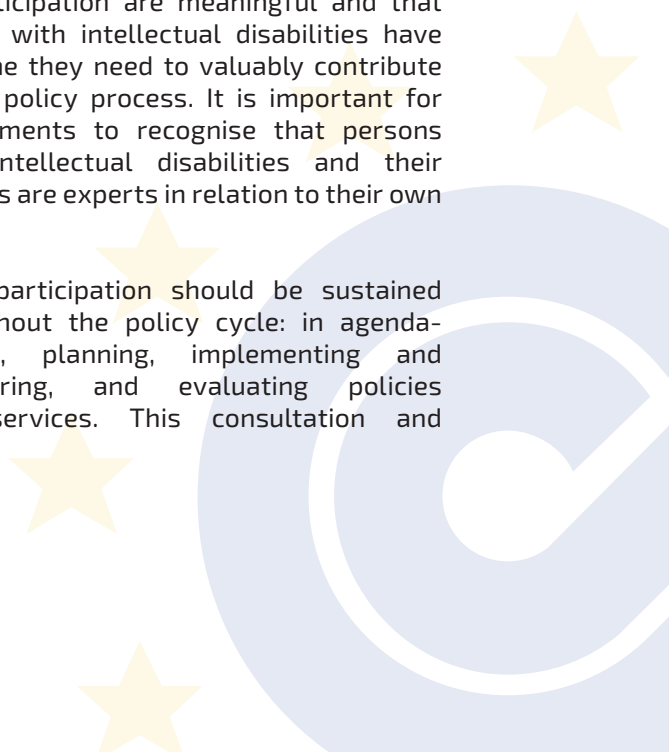 ticipation are meaningful and that
with intellectual disabilities have
they need to valuably contribute
policy process. It is important for
ments to recognise that persons
ntellectual disabilities and their
s are experts in relation to their own
participation should be sustained
hout the policy cycle: in agenda-
, planning, implementing and
ring, and evaluating policies
services. This consultation and